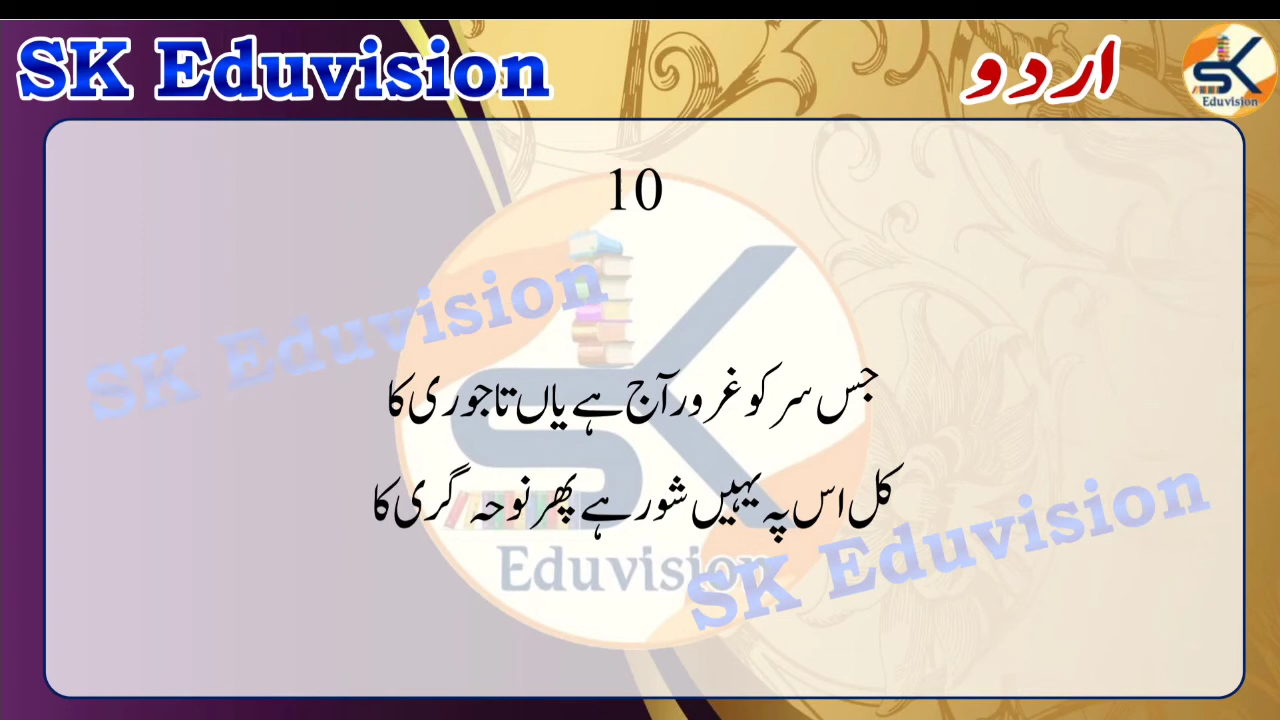 SK Eduvision
اردو
SK
Eduvision
10
SK Eduvision
جس سر کو غرور آج ہے یاں تاجوری کا
کل اس پہ یہیں شور ہے پھر نوحہ گری کا
Eduvision
SK Eduvision